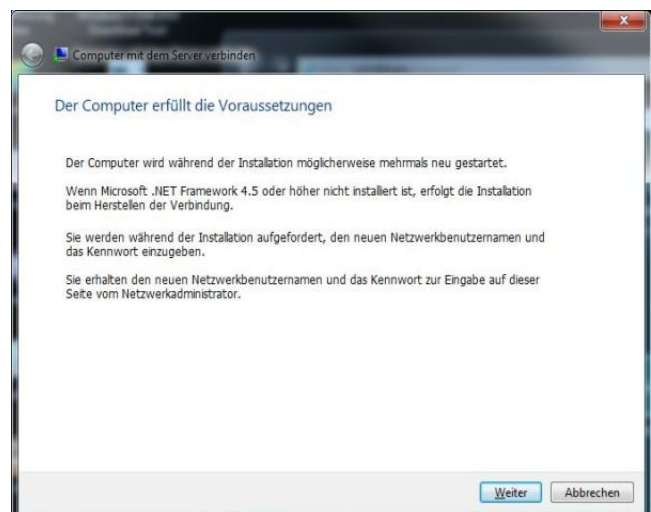 Computer mit dem Server verbinden
Der Computer erfüllt die Voraussetzungen
Der Computer wird während der Installation möglicherweise mehrmals neu gestartet.
Wenn Microsoft .NET Framework 4.5 oder höher nicht installiert ist, erfolgt die Installation
beim Herstellen der Verbindung.
Sie werden während der Installation aufgefordert, den neuen Netzwerkbenutzernamen und
das Kennwort einzugeben.
Sie erhalten den neuen Netzwerkbenutzernamen und das Kennwort zur Eingabe auf dieser
Seite vom Netzwerkadministrator.
Weiter Abbrechen